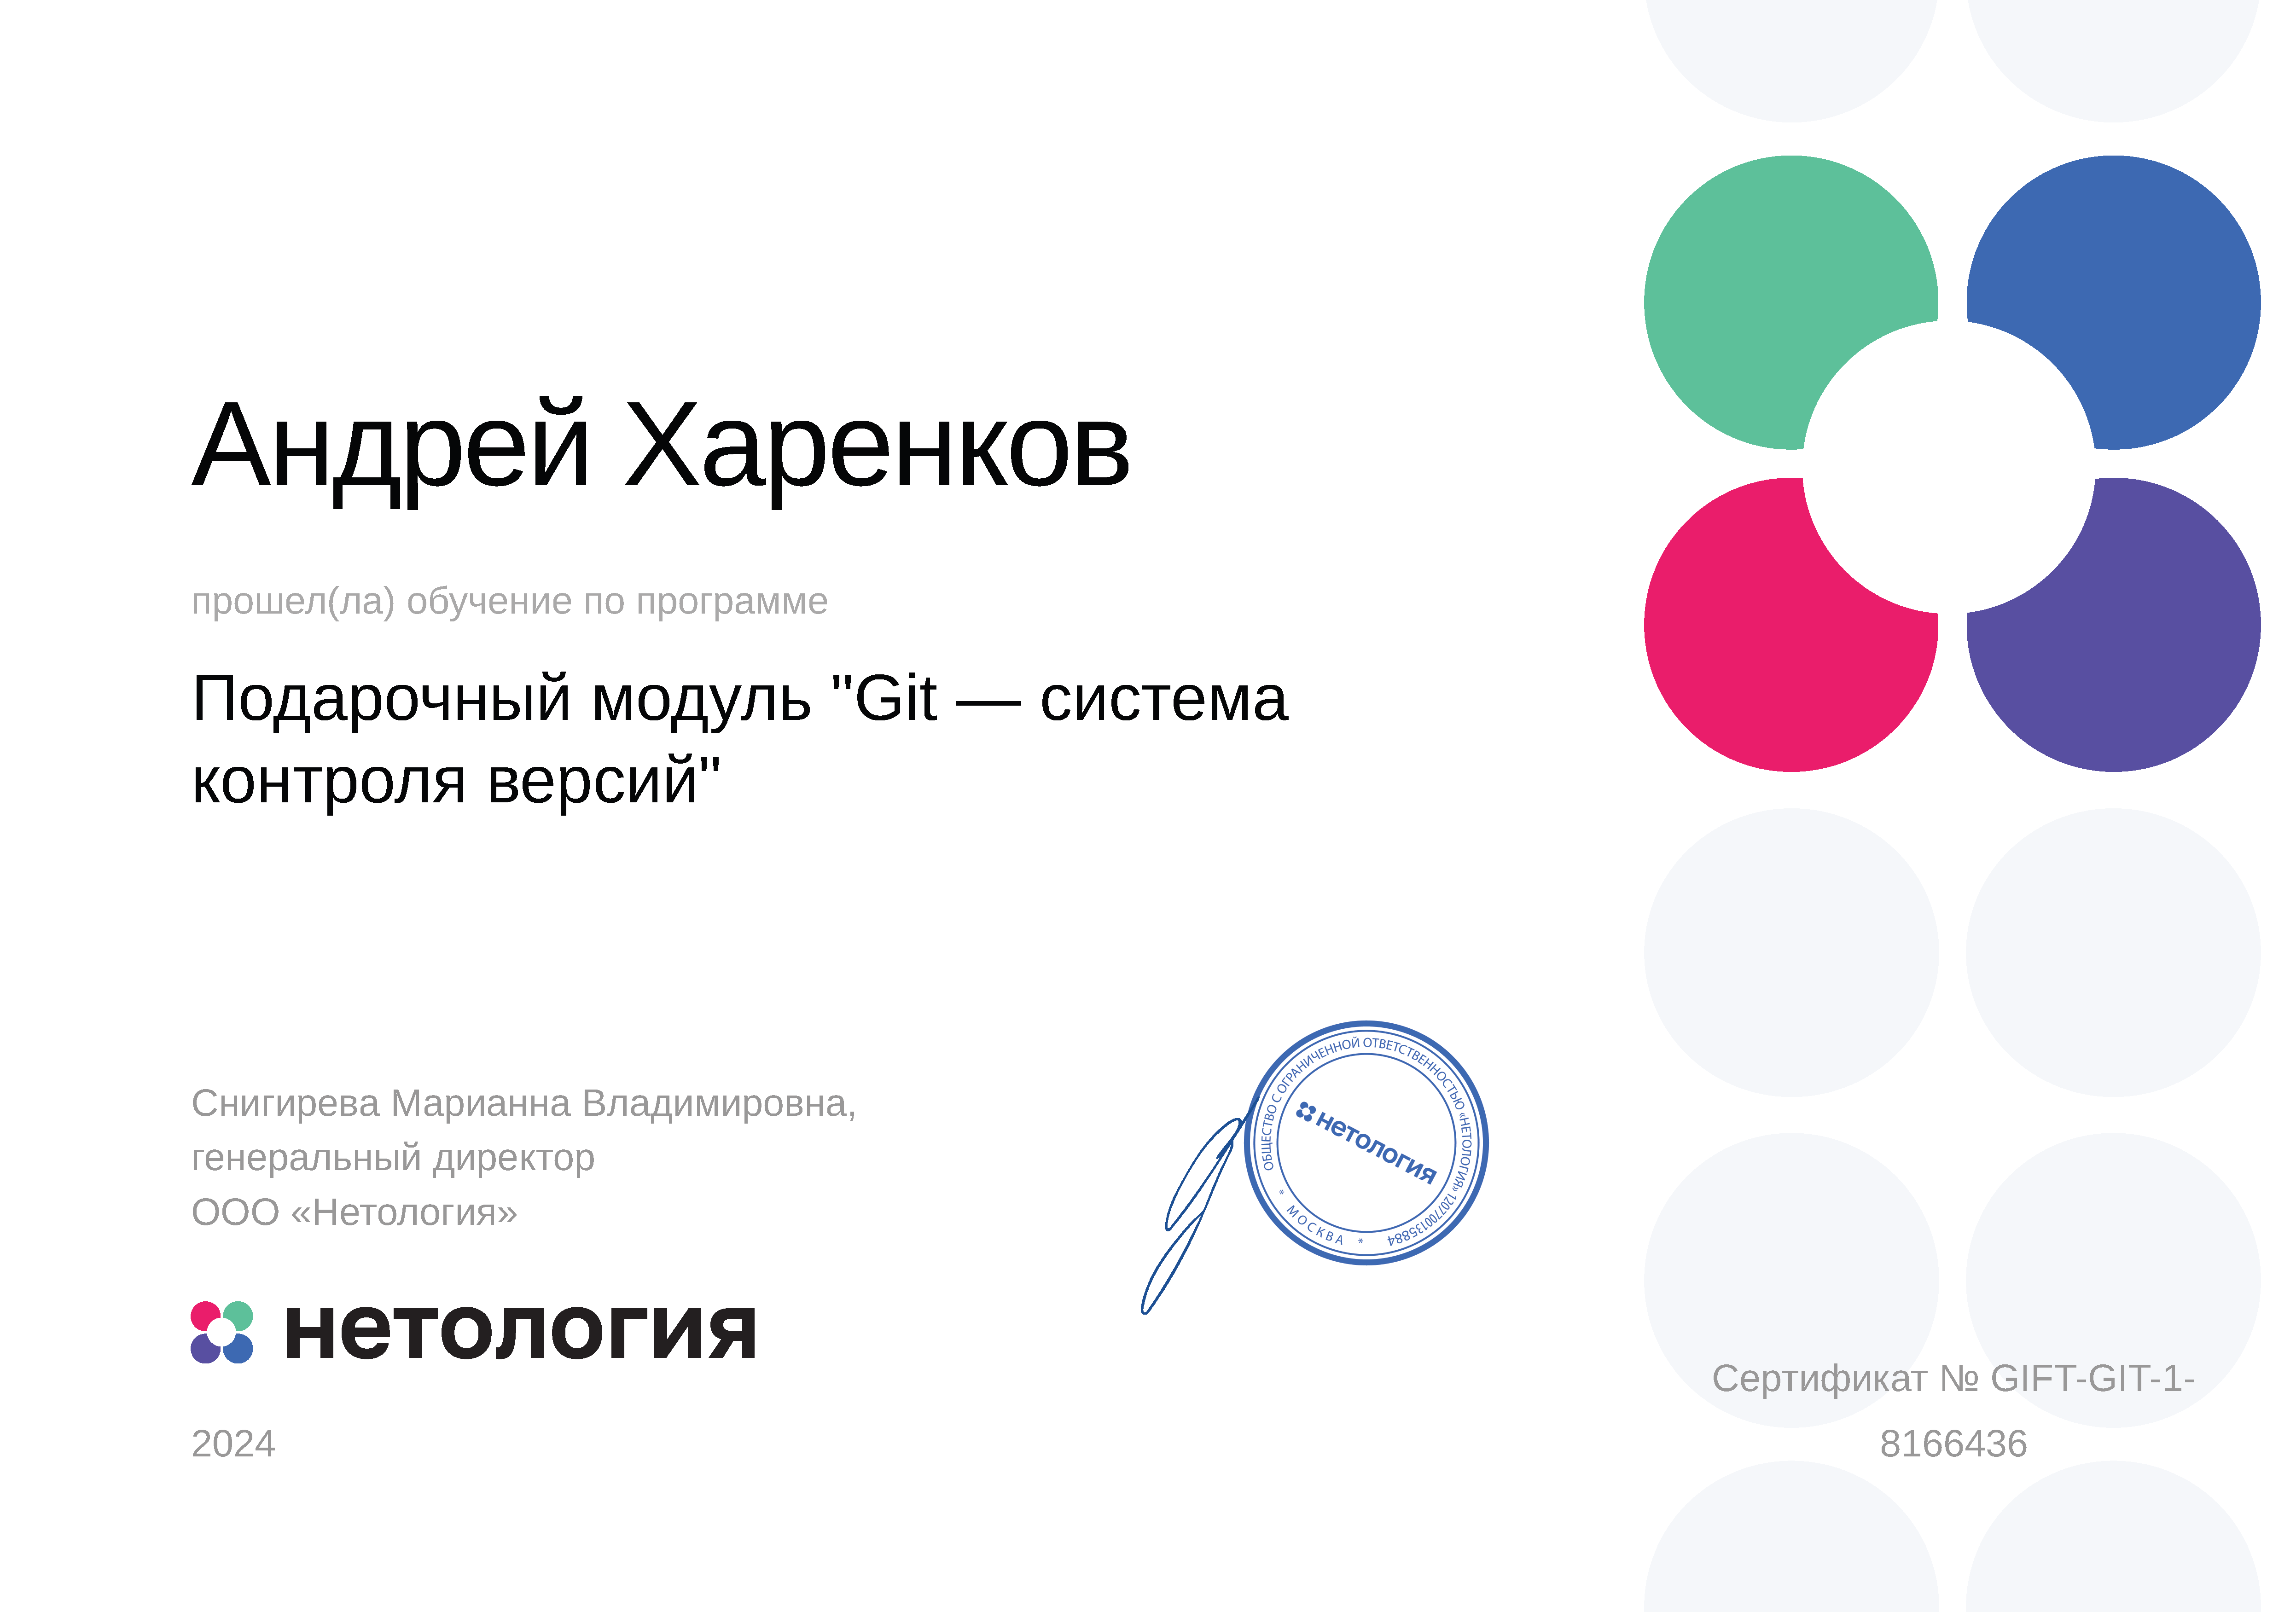 Андрей Харенков
прошел(ла) обучение по программе
Подарочный модуль "Git — система
контроля версий"
Снигирева Марианна Владимировна,
генеральный директор
ООО «Нетология»
ОБЩЕСТВО С ОГРАНИЧЕННОЙ ОТВЕТСТВЕННОСТЬЮ «НЕТОЛОГИЯ» 1207700135884
* МОСКВА *
нетология
нетология
2024
Сертификат № GIFT-GIT-1-
8166436